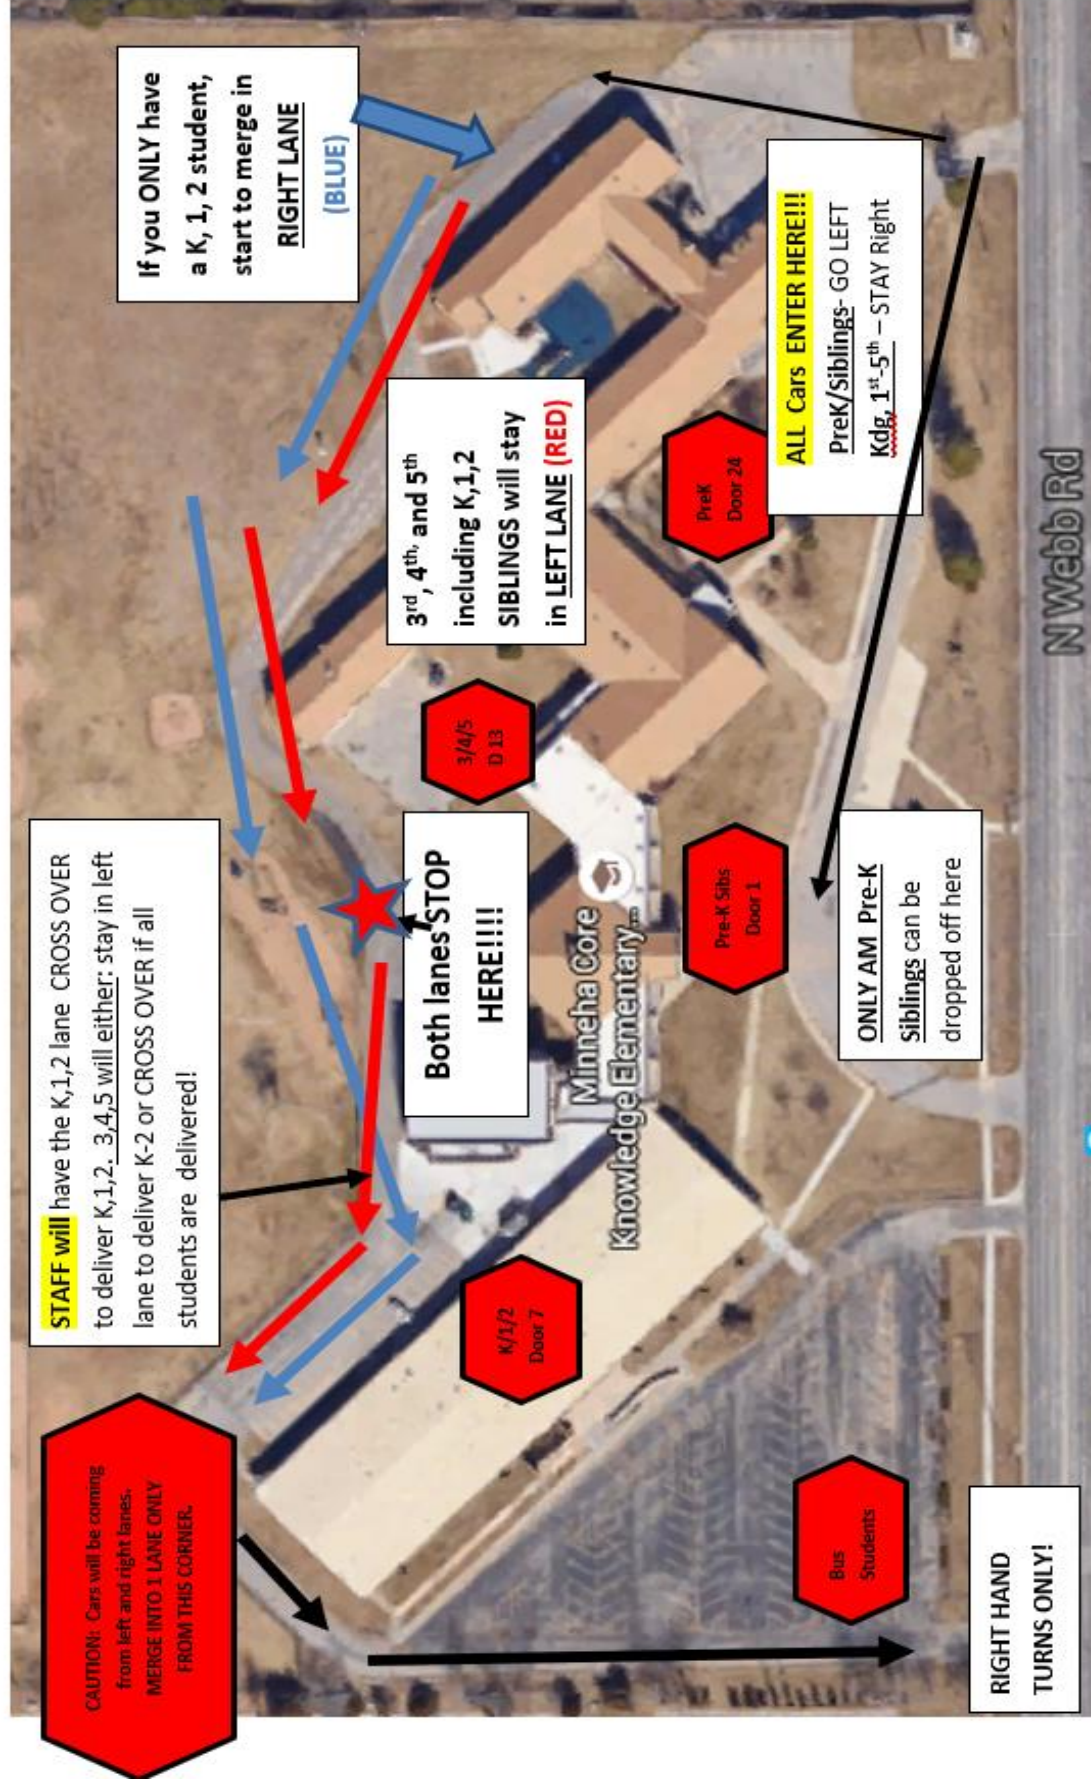 If you ONLY have
a K, 1, 2 student,
start to merge in
RIGHT LANE
(BLUE)
ALL Cars ENTER HERE!!!
PreK/Siblings- GO LEFT
Kdg, 1st-5th – STAY Right
3rd, 4th, and 5th
including K,1,2
SIBLINGS will stay
in LEFT LANE (RED)
PreK
Door 24
N Webb Rd
3/4/5
D 13
STAFF will have the K,1,2 lane CROSS OVER
to deliver K,1,2. 3,4,5 will either: stay in left
lane to deliver K-2 or CROSS OVER if all
students are delivered!
Both lanes STOP
HERE!!!!
Minneha Core
Knowledge Elementary...
Pre-K Sibs
Door 1
ONLY AM Pre-K
Siblings can be
dropped off here
K/1/2
Door 7
CAUTION: Cars will be coming
from left and right lanes.
MERGE INTO 1 LANE ONLY
FROM THIS CORNER.
Bus
Students
RIGHT HAND
TURNS ONLY!